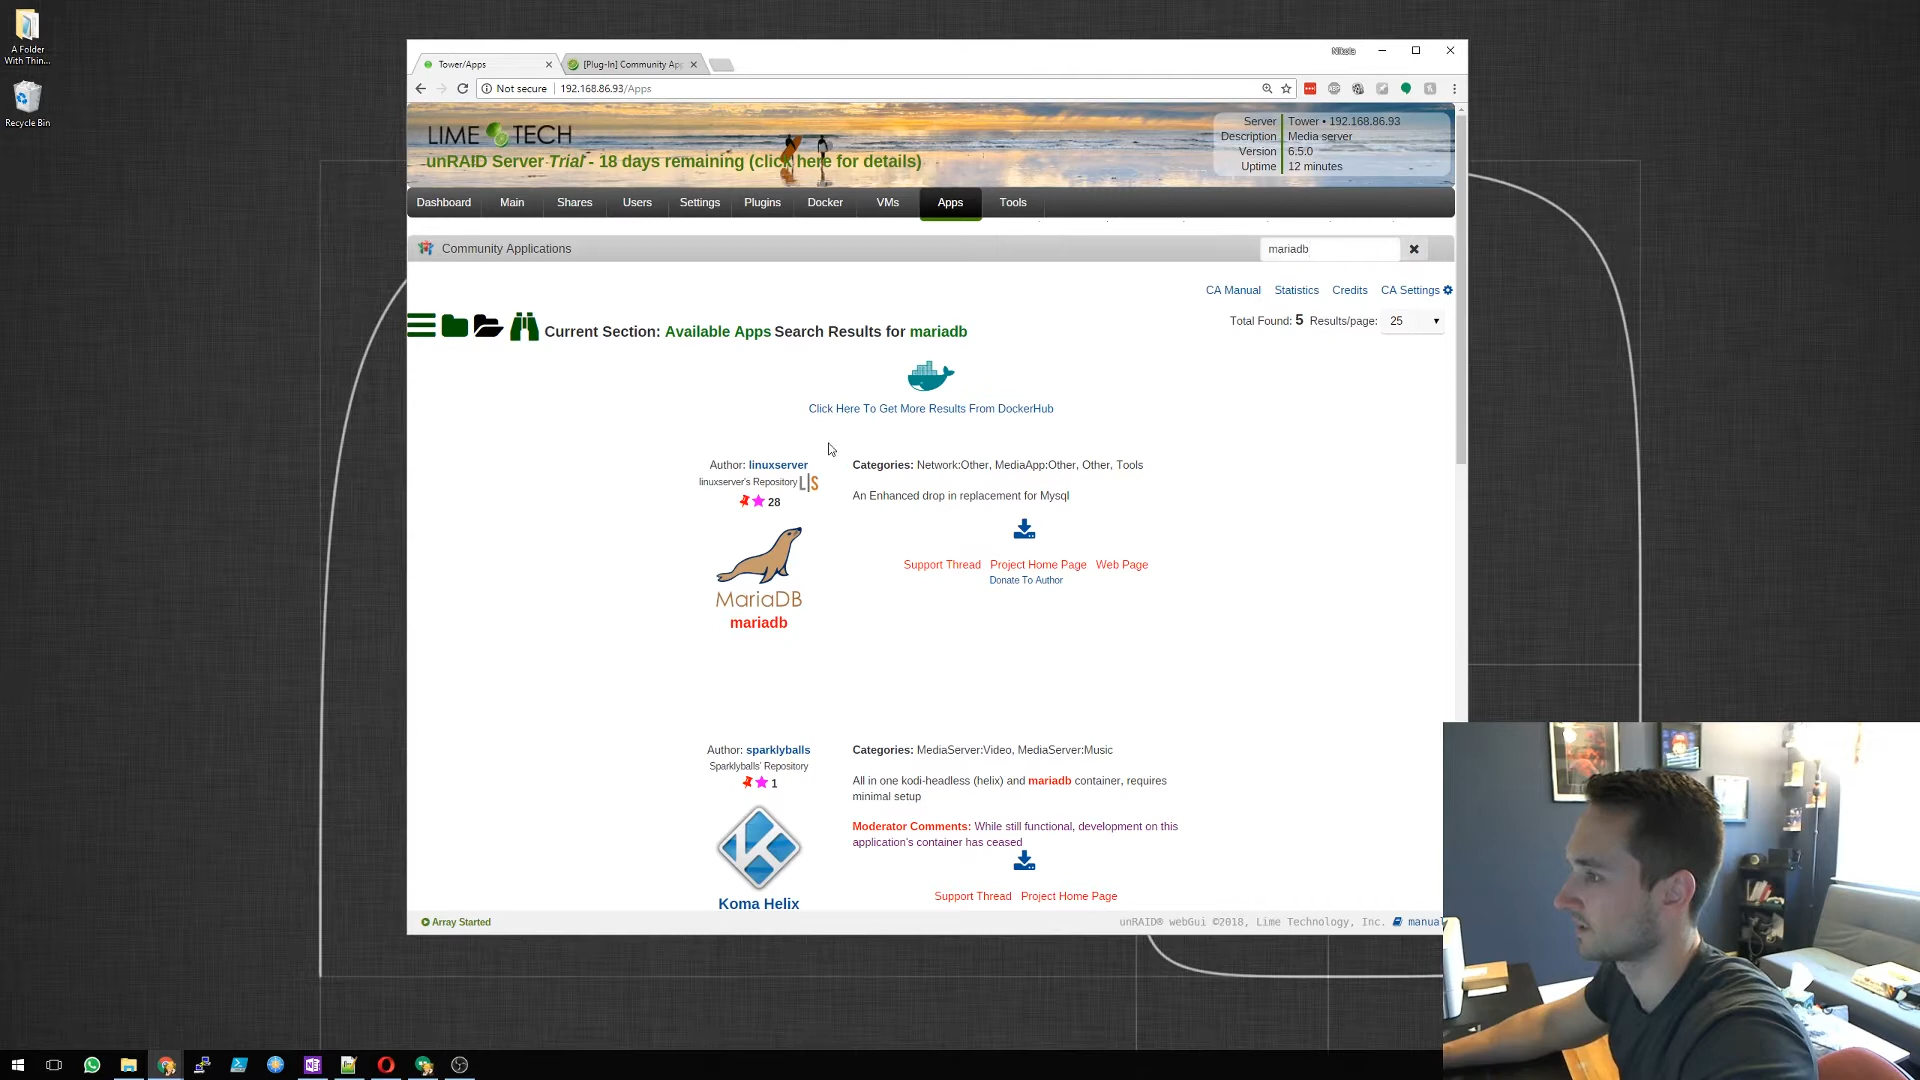 A Folder
With Thin...
Recycle Bin
Nikola
Tower/Apps
[Plug-In] Community App
Not secure
192.168.86.93/Apps
LIME TECH
unRAID Server Trial - 18 days remaining (click here for details)
Server Tower • 192.168.86.93
Description Media server
Version 6.5.0
Uptime 12 minutes
Dashboard Main Shares Users Settings Plugins Docker VMs Apps Tools
Community Applications
mariadb
CA Manual Statistics Credits CA Settings
Current Section: Available Apps Search Results for mariadb
Total Found: 5 Results/page: 25
Click Here To Get More Results From DockerHub
Author: linuxserver
linuxserver's Repository L|S
28
MariaDB
mariadb
Categories: Network:Other, MediaApp:Other, Other, Tools
An Enhanced drop in replacement for Mysql
Support Thread Project Home Page Web Page
Donate To Author
Author: sparklyballs
Sparklyballs' Repository
1
Koma Helix
Categories: MediaServer:Video, MediaServer:Music
All in one kodi-headless (helix) and mariadb container, requires
minimal setup
Moderator Comments: While still functional, development on this
application's container has ceased
Support Thread Project Home Page
Array Started
unRAID® webGui ©2018, Lime Technology, Inc. manual